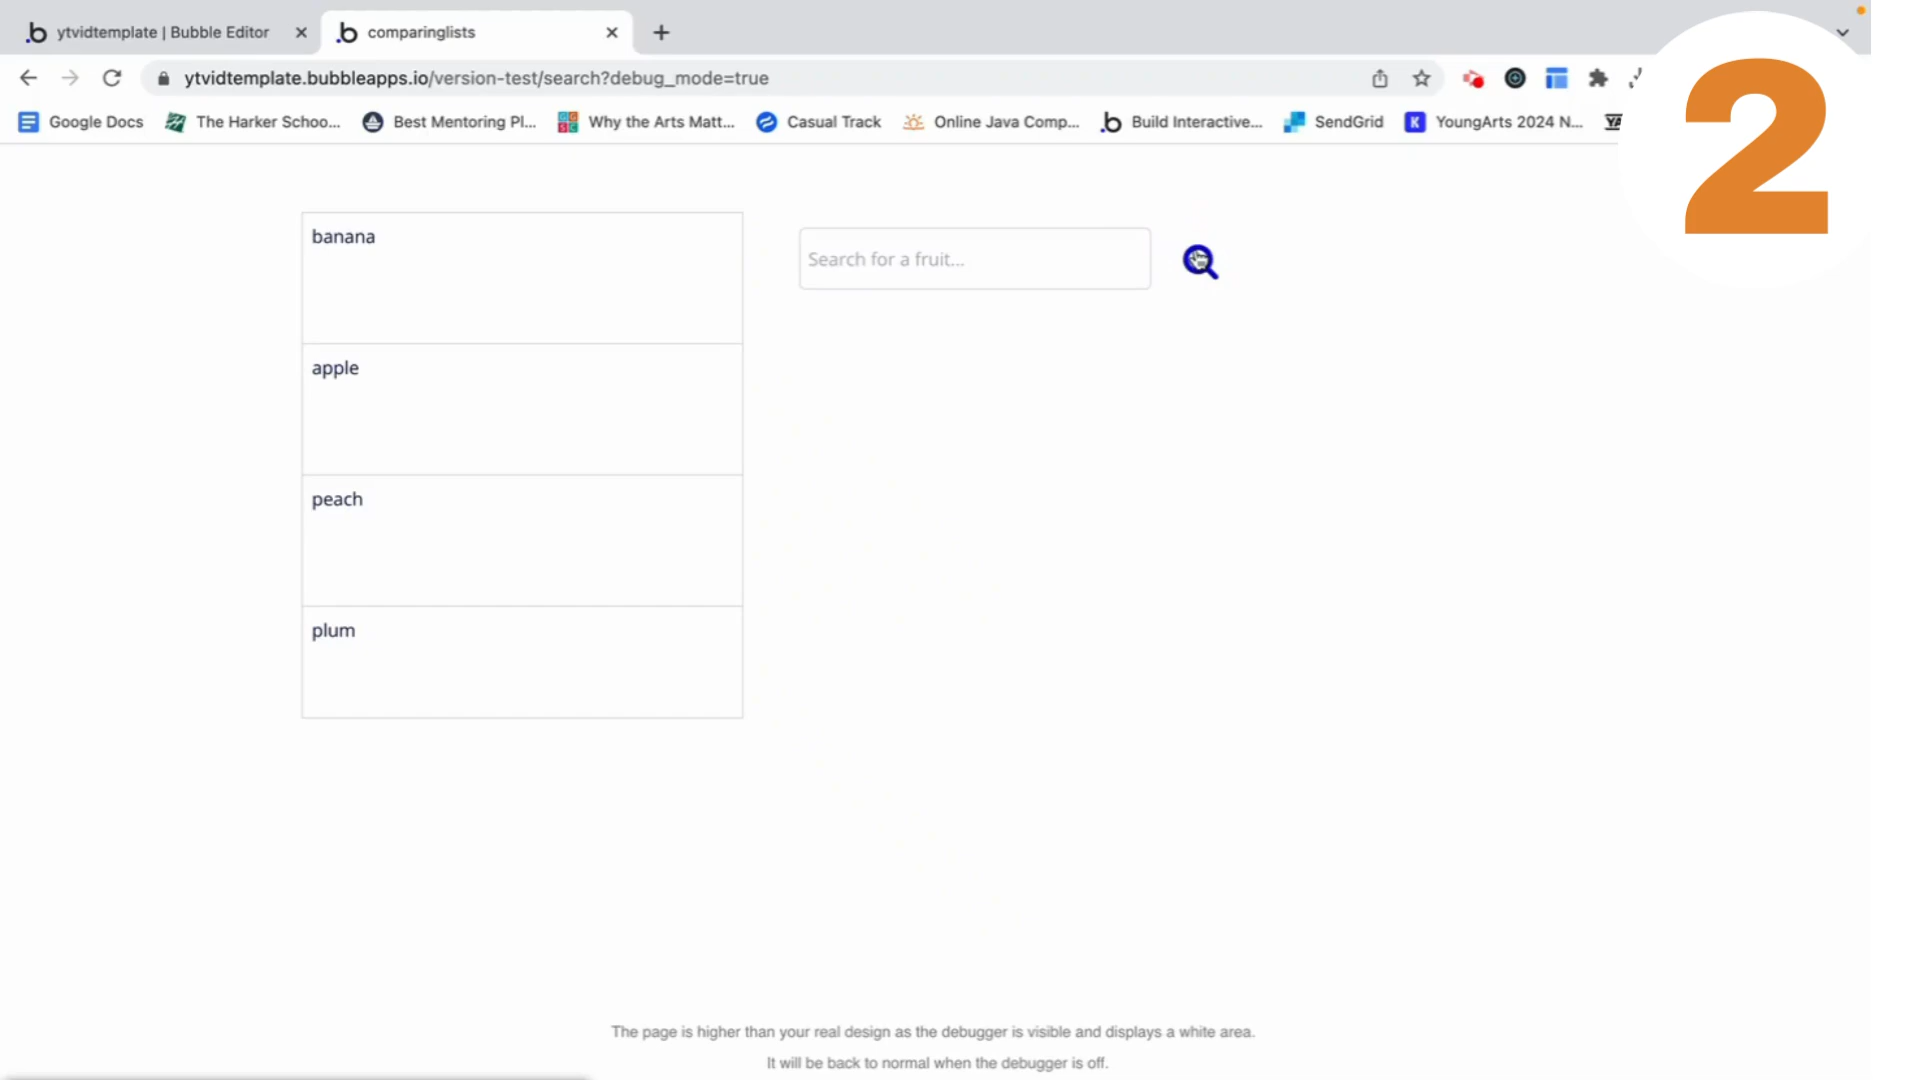 ytvidtemplate | Bubble Editor
comparinglists
ytvidtemplate.bubbleapps.io/version-test/search?debug_mode=true
Google Docs The Harker Schoo... Best Mentoring Pl... Why the Arts Matt... Casual Track Online Java Comp... Build Interactive... SendGrid YoungArts 2024 N...
2
banana
Search for a fruit...
apple
peach
plum
The page is higher than your real design as the debugger is visible and displays a white area.
It will be back to normal when the debugger is off.